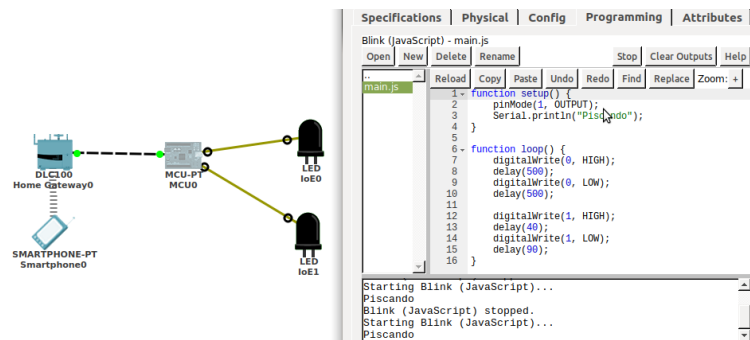 Specifications Physical Config Programming Attributes
Blink (JavaScript) - main.js
Open New Delete Rename Stop Clear Outputs Help
..
main.js
Reload Copy Paste Undo Redo Find Replace Zoom: +
1 function setup() {
2 pinMode(1, OUTPUT);
3 Serial.println("Piscando");
4 }
5
6 function loop() {
7 digitalWrite(0, HIGH);
8 delay(500);
9 digitalWrite(0, LOW);
10 delay(500);
11
12 digitalWrite(1, HIGH);
13 delay(40);
14 digitalWrite(1, LOW);
15 delay(90);
16 }
Starting Blink (JavaScript)...
Piscando
Blink (JavaScript) stopped.
Starting Blink (JavaScript)...
Piscando
DLC100
Home Gateway0
MCU-PT
MCU0
LED
IoE0
SMARTPHONE-PT
Smartphone0
LED
IoE1